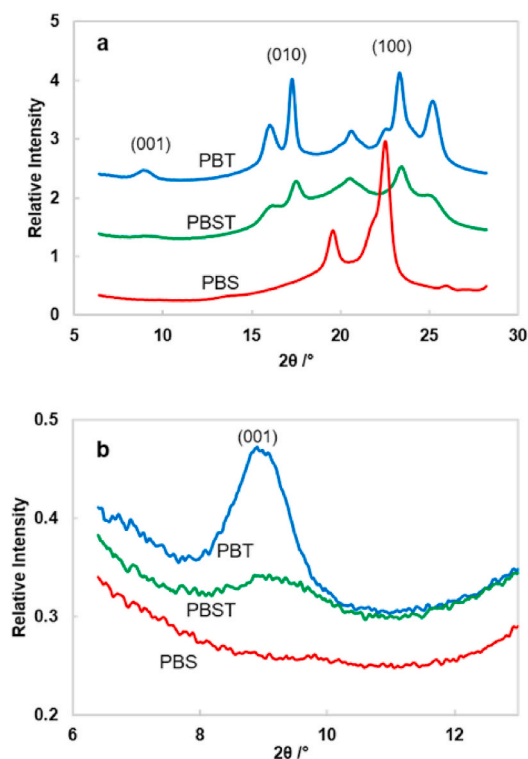 a
(001)
(010)
(100)
PBT
PBST
PBS
Relative Intensity
5
4
3
2
1
0
5
10
15
20
25
30
2θ /°
b
(001)
PBT
PBST
PBS
Relative Intensity
0.5
0.4
0.3
0.2
6
8
10
12
2θ /°